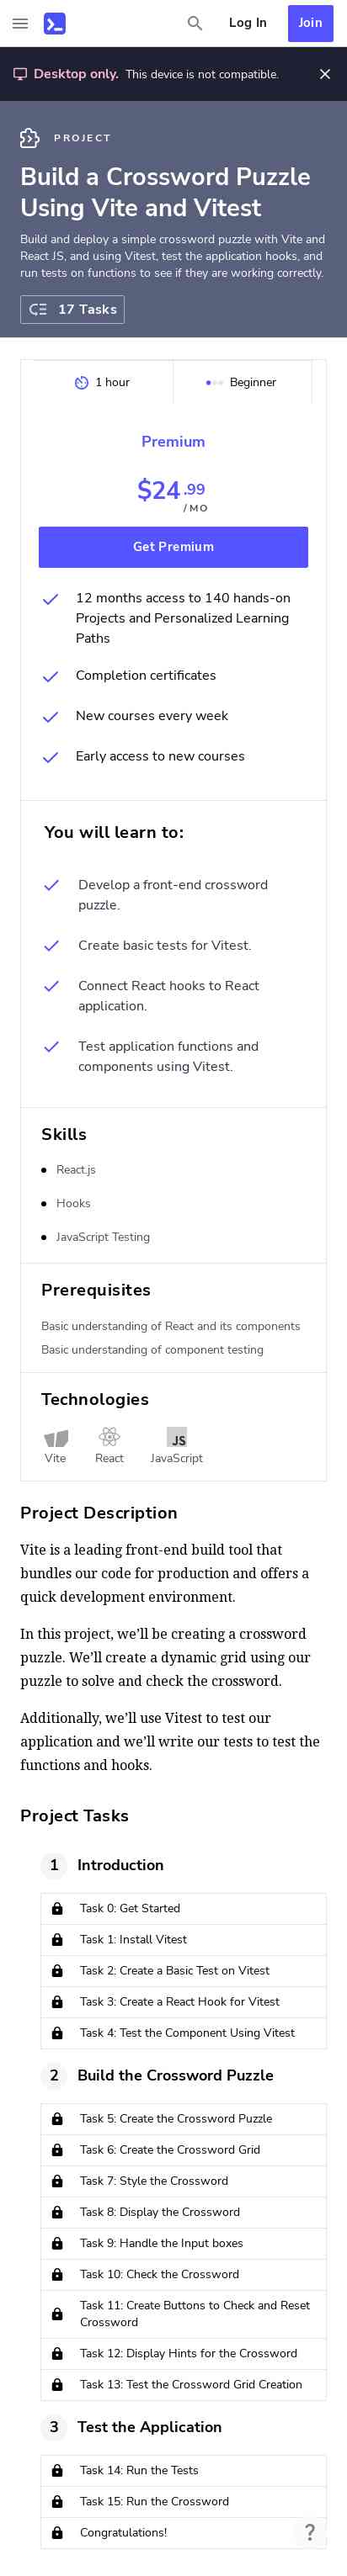 Log In
Join
Desktop only. This device is not compatible.
PROJECT
Build a Crossword Puzzle
Using Vite and Vitest
Build and deploy a simple crossword puzzle with Vite and
React JS, and using Vitest, test the application hooks, and
run tests on functions to see if they are working correctly.
17 Tasks
1 hour
Beginner
Premium
$24.99
/ MO
Get Premium
12 months access to 140 hands-on
Projects and Personalized Learning
Paths
Completion certificates
New courses every week
Early access to new courses
You will learn to:
Develop a front-end crossword
puzzle.
Create basic tests for Vitest.
Connect React hooks to React
application.
Test application functions and
components using Vitest.
Skills
React.js
Hooks
JavaScript Testing
Prerequisites
Basic understanding of React and its components
Basic understanding of component testing
Technologies
JS
Vite
React
JavaScript
Project Description
Vite is a leading front-end build tool that
bundles our code for production and offers a
quick development environment.
In this project, we’ll be creating a crossword
puzzle. We’ll create a dynamic grid using our
puzzle to solve and check the crossword.
Additionally, we’ll use Vitest to test our
application and we’ll write our tests to test the
functions and hooks.
Project Tasks
1 Introduction
Task 0: Get Started
Task 1: Install Vitest
Task 2: Create a Basic Test on Vitest
Task 3: Create a React Hook for Vitest
Task 4: Test the Component Using Vitest
2 Build the Crossword Puzzle
Task 5: Create the Crossword Puzzle
Task 6: Create the Crossword Grid
Task 7: Style the Crossword
Task 8: Display the Crossword
Task 9: Handle the Input boxes
Task 10: Check the Crossword
Task 11: Create Buttons to Check and Reset
Crossword
Task 12: Display Hints for the Crossword
Task 13: Test the Crossword Grid Creation
3 Test the Application
Task 14: Run the Tests
Task 15: Run the Crossword
Congratulations!
?